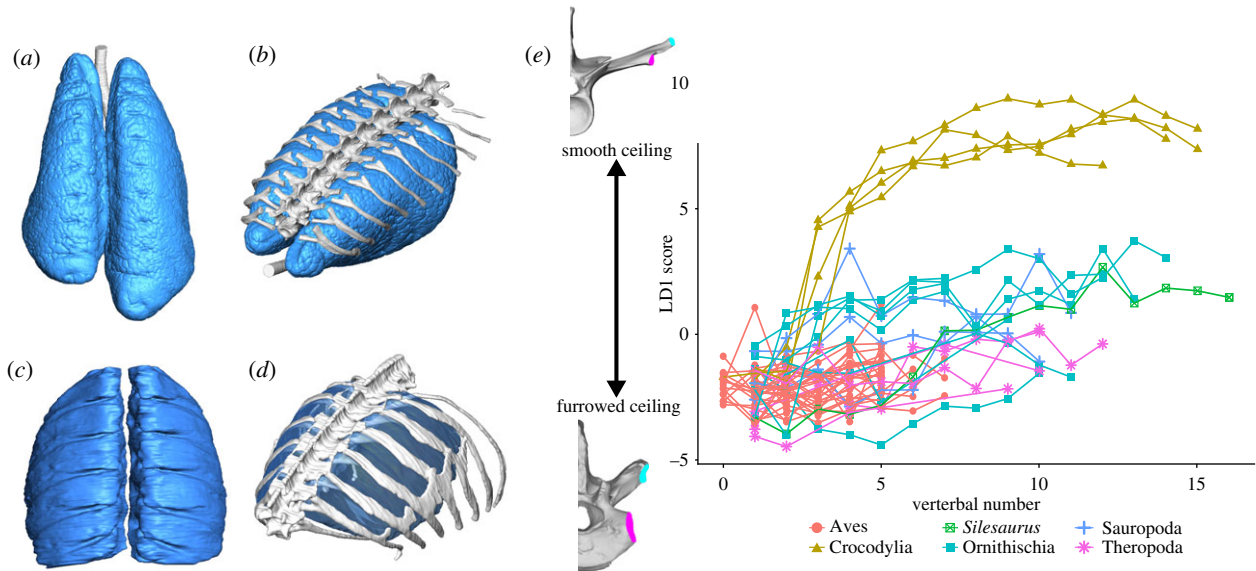 (a)
(b)
(e)
smooth ceiling
furrowed ceiling
(c)
(d)
10
5
0
−5
LD1 score
0 5 10 15
verterbal number
Aves Silesaurus Sauropoda
Crocodylia Ornithischia Theropoda